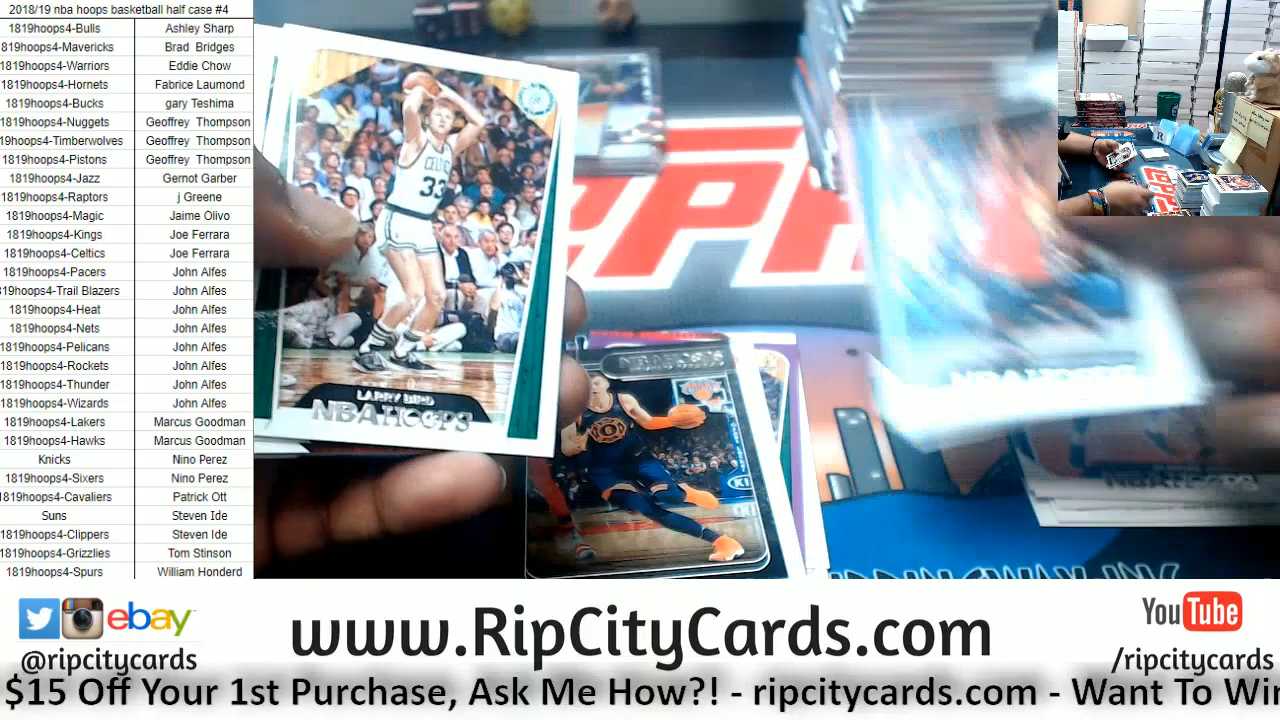 2018/19 nba hoops basketball half case #4
1819hoops4-Bulls Ashley Sharp
819hoops4-Mavericks Brad Bridges
1819hoops4-Warriors Eddie Chow
1819hoops4-Hornets Fabrice Laumond
1819hoops4-Bucks gary Teshima
1819hoops4-Nuggets Geoffrey Thompson
9hoops4-Timberwolves Geoffrey Thompson
1819hoops4-Pistons Geoffrey Thompson
1819hoops4-Jazz Gernot Garber
1819hoops4-Raptors j Greene
1819hoops4-Magic Jaime Olivo
1819hoops4-Kings Joe Ferrara
1819hoops4-Celtics Joe Ferrara
1819hoops4-Pacers John Alfes
19hoops4-Trail Blazers John Alfes
1819hoops4-Heat John Alfes
1819hoops4-Nets John Alfes
1819hoops4-Pelicans John Alfes
1819hoops4-Rockets John Alfes
1819hoops4-Thunder John Alfes
1819hoops4-Wizards John Alfes
1819hoops4-Lakers Marcus Goodman
1819hoops4-Hawks Marcus Goodman
Knicks Nino Perez
1819hoops4-Sixers Nino Perez
1819hoops4-Cavaliers Patrick Ott
Suns Steven Ide
1819hoops4-Clippers Steven Ide
1819hoops4-Grizzlies Tom Stinson
1819hoops4-Spurs William Honderd
CELTICS
33
LARRY BIRD
NBA HOOPS
NBA HOOPS
KIA
NBA HOOPS
ebay
@ripcitycards
www.RipCityCards.com
YouTube
/ripcitycards
$15 Off Your 1st Purchase, Ask Me How?! - ripcitycards.com - Want To Win